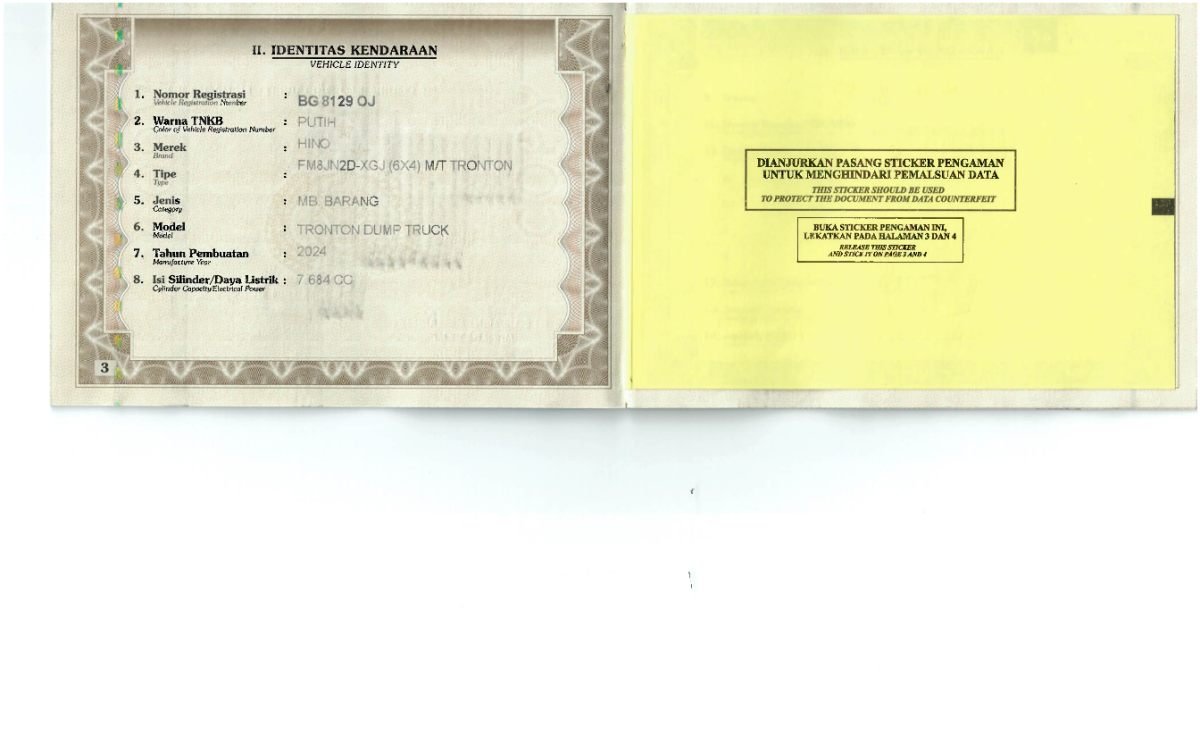 II. IDENTITAS KENDARAAN
VEHICLE IDENTITY
1. Nomor Registrasi : BG 8129 OJ
Vehicle Registration Number
2. Warna TNKB : PUTIH
Color of Vehicle Registration Number
3. Merek : HINO
Brand
4. Tipe : FM8JN2D-XGJ (6X4) M/T TRONTON
Type
5. Jenis : MB. BARANG
Category
6. Model : TRONTON DUMP TRUCK
Model
7. Tahun Pembuatan : 2024
Manufacture Year
8. Isi Silinder/Daya Listrik : 7.684 CC
Cylinder Capacity/Electrical Power
3
DIANJURKAN PASANG STICKER PENGAMAN
UNTUK MENGHINDARI PEMALSUAN DATA
THIS STICKER SHOULD BE USED
TO PROTECT THE DOCUMENT FROM DATA COUNTERFEIT
BUKA STICKER PENGAMAN INI,
LEKATKAN PADA HALAMAN 3 DAN 4
RELEASE THIS STICKER
AND STICK IT ON PAGE 3 AND 4